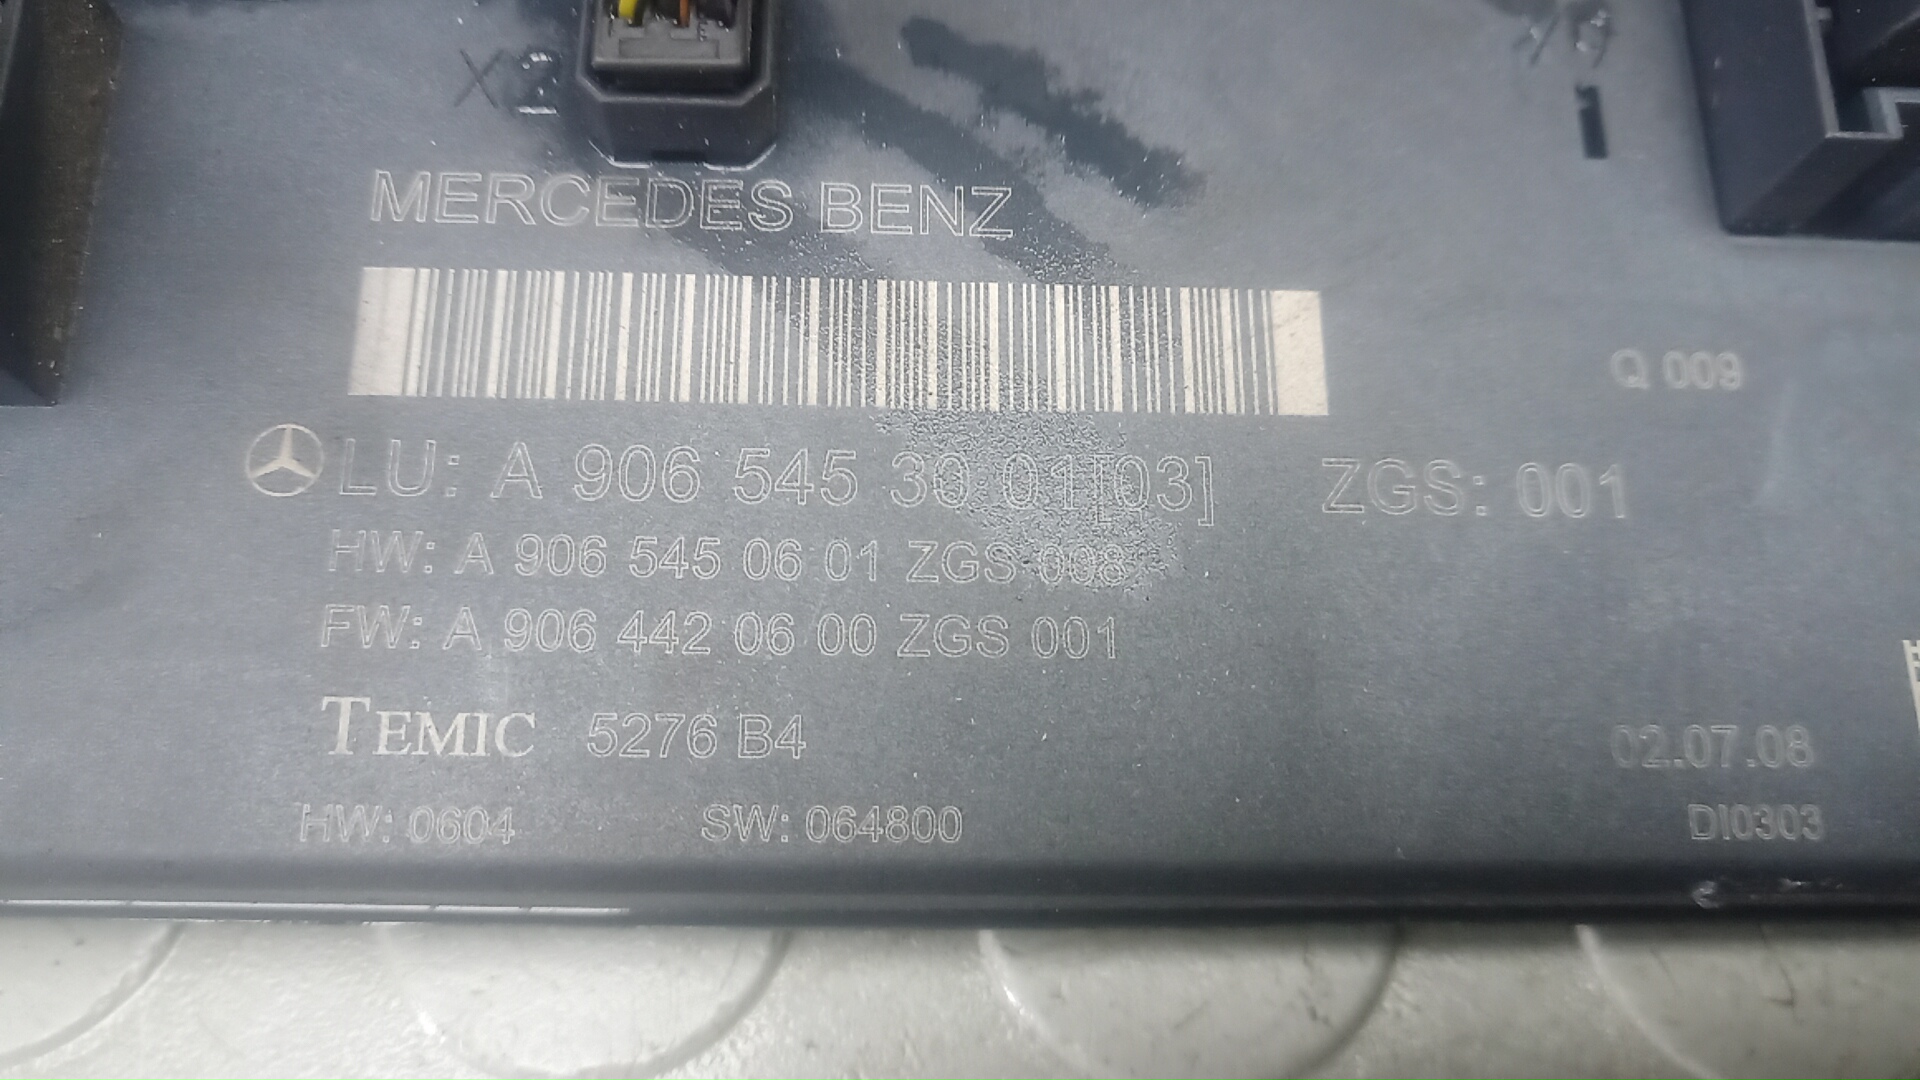 X2
MERCEDES BENZ
Q 009
LU: A 906 545 30 01[03] ZGS: 001
HW: A 906 545 06 01 ZGS 008
FW: A 906 442 06 00 ZGS 001
TEMIC 5276 B4
02.07.08
HW: 0604 SW: 064800
DI0303